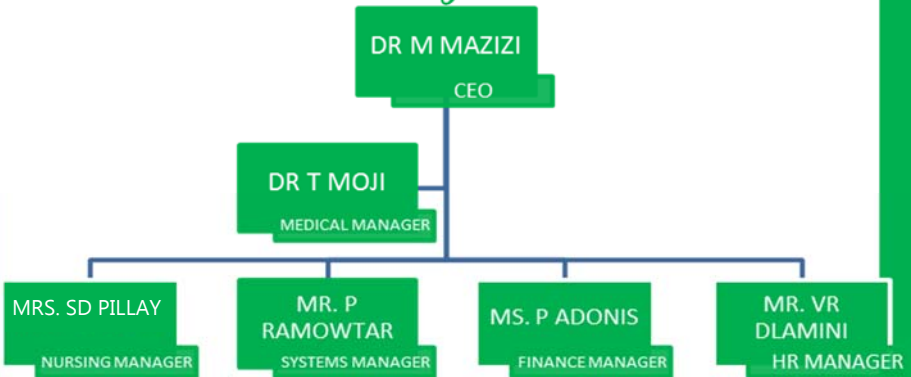 DR M MAZIZI
CEO
DR T MOJI
MEDICAL MANAGER
MRS. SD PILLAY
NURSING MANAGER
MR. P
RAMOWTAR
SYSTEMS MANAGER
MS. P ADONIS
FINANCE MANAGER
MR. VR
DLAMINI
HR MANAGER